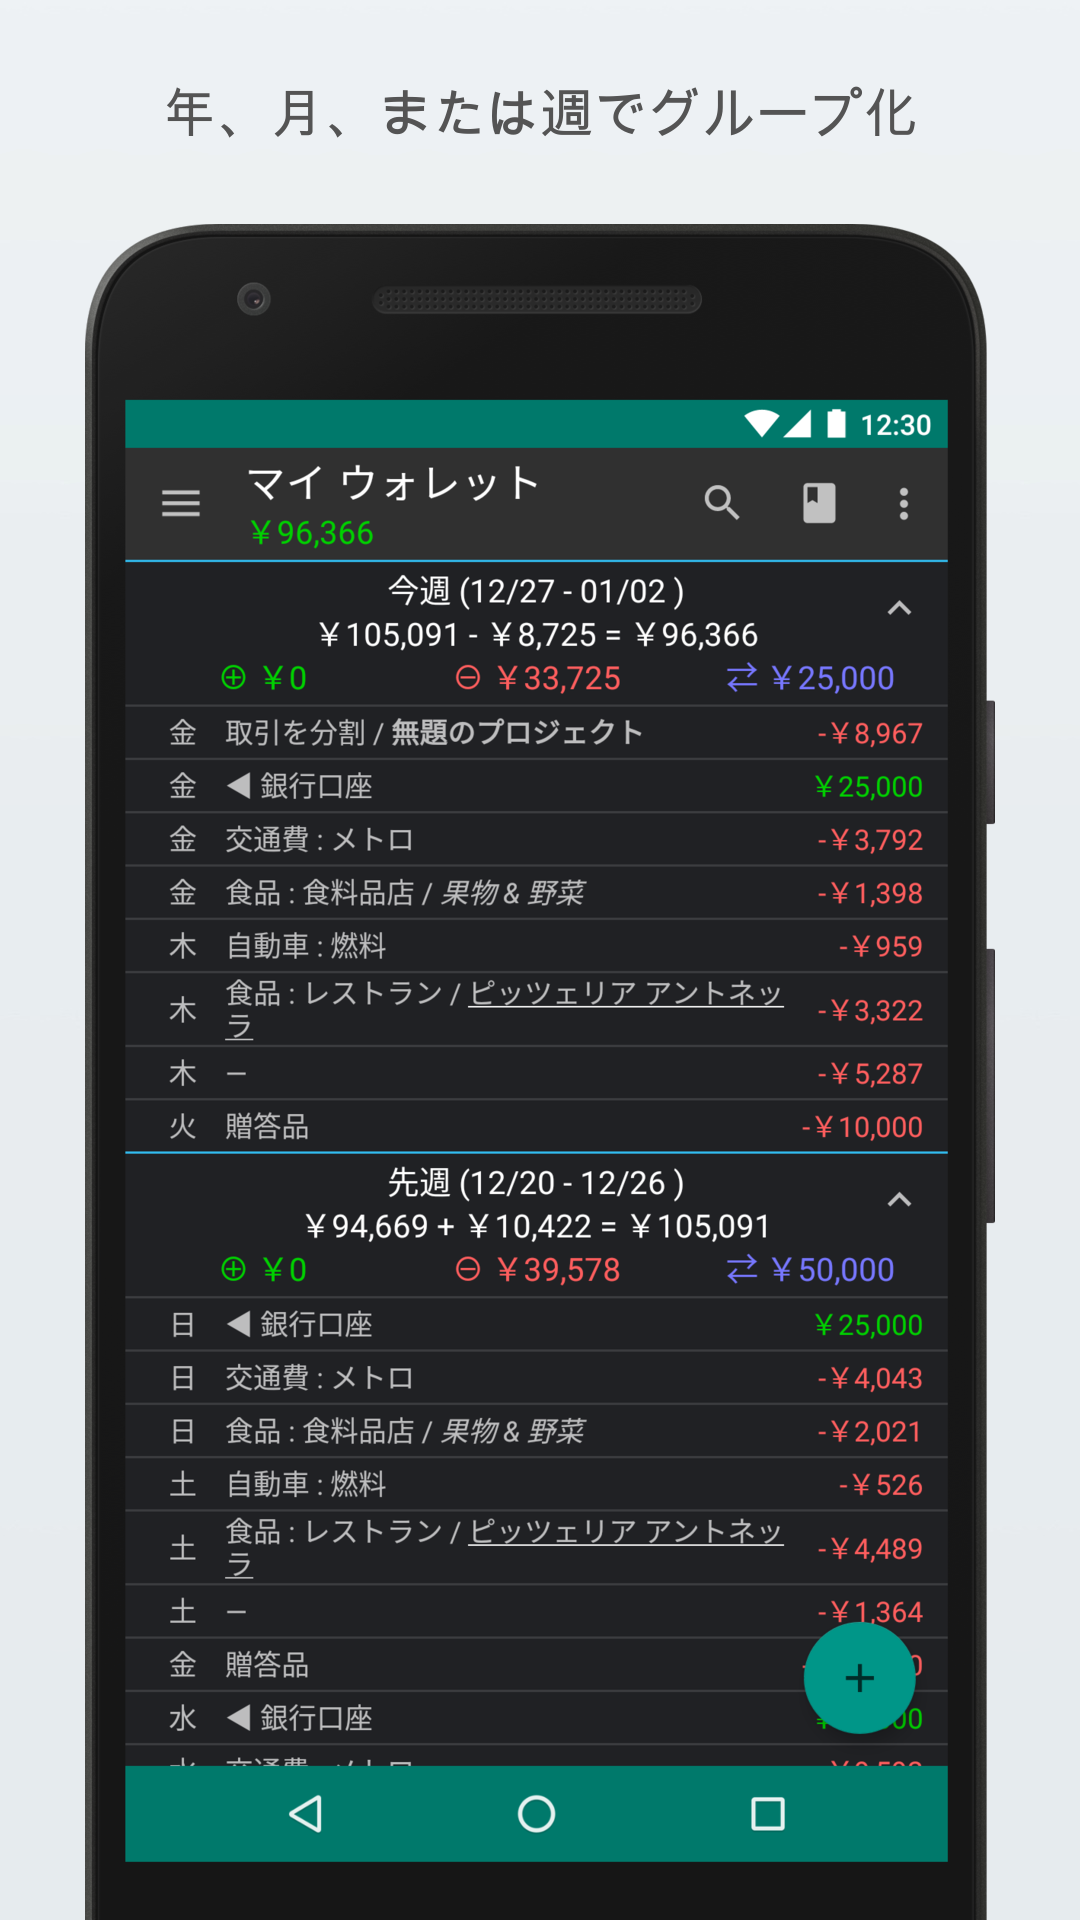 年、月、または週でグループ化
12:30
マイ ウォレット
￥96,366
今週 (12/27 - 01/02 )
￥105,091 - ￥8,725 = ￥96,366
￥0 ￥33,725 ￥25,000
金 取引を分割 / 無題のプロジェクト -￥8,967
金 ◀ 銀行口座 ￥25,000
金 交通費 : メトロ -￥3,792
金 食品 : 食料品店 / 果物 & 野菜 -￥1,398
木 自動車 : 燃料 -￥959
木 食品 : レストラン / ピッツェリア アントネッ
ラ -￥3,322
木 – -￥5,287
火 贈答品 -￥10,000
先週 (12/20 - 12/26 )
￥94,669 + ￥10,422 = ￥105,091
￥0 ￥39,578 ￥50,000
日 ◀ 銀行口座 ￥25,000
日 交通費 : メトロ -￥4,043
日 食品 : 食料品店 / 果物 & 野菜 -￥2,021
土 自動車 : 燃料 -￥526
土 食品 : レストラン / ピッツェリア アントネッ
ラ -￥4,489
土 – -￥1,364
金 贈答品
水 ◀ 銀行口座